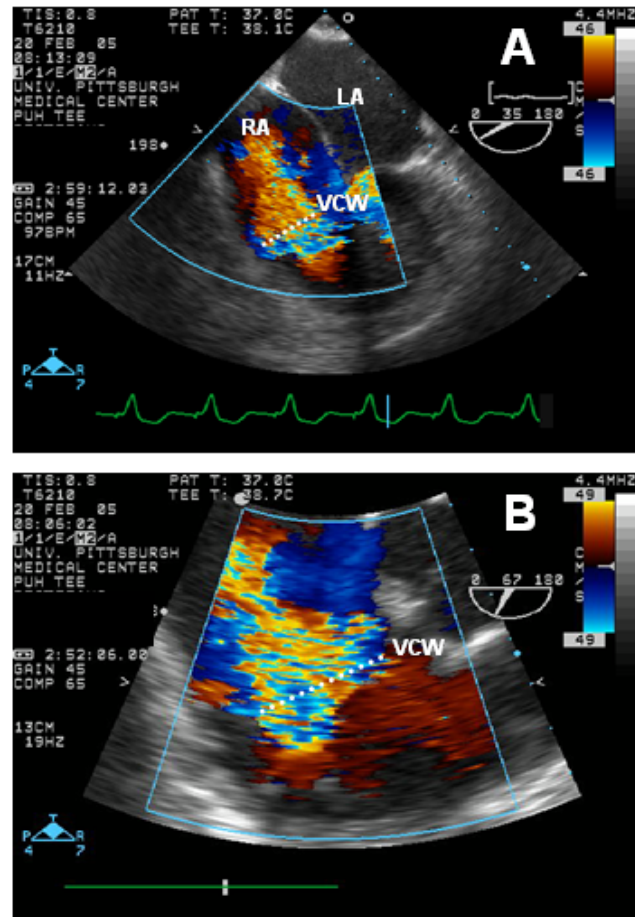 TIS:0.8 PAT T: 37.0C
T6210 TEE T: 38.1C
20 FEB 05
08:13:09
1/1/E/M2/A
UNIV. PITTSBURGH
MEDICAL CENTER
PUH TEE
4.4MHZ
46
A
0 35 180
46
LA
RA
198
VCW
2:59:12.03
GAIN 45
COMP 65
97BPM
17CM
11HZ
T
P R
4 7
TIS:0.8 PAT T: 37.0C
T6210 TEE T: 38.7C
20 FEB 05
08:06:02
1/1/E/M2/A
UNIV. PITTSBURGH
MEDICAL CENTER
PUH TEE
4.4MHZ
49
B
0 67 180
49
VCW
2:52:06.00
GAIN 45
COMP 65
13CM
19HZ
T
P R
4 7